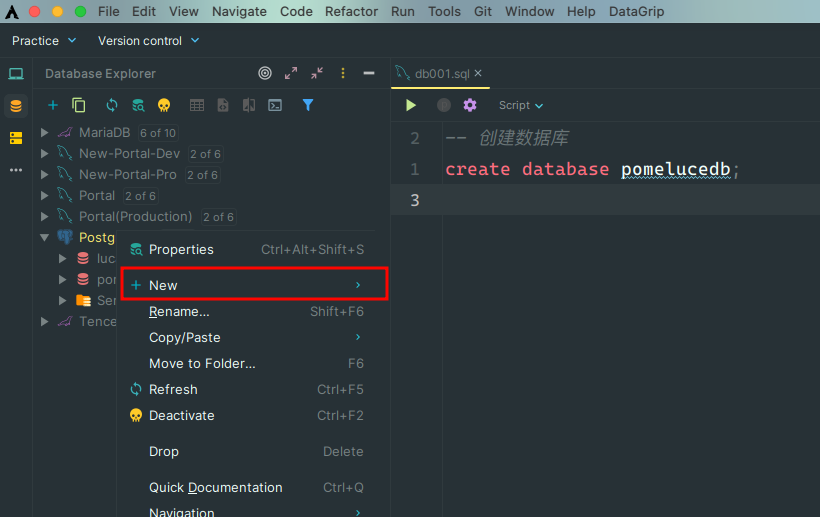 File Edit View Navigate Code Refactor Run Tools Git Window Help DataGrip
Practice Version control
Database Explorer
db001.sql
Script
MariaDB 6 of 10
New-Portal-Dev 2 of 6
New-Portal-Pro 2 of 6
Portal 2 of 6
Portal(Production) 2 of 6
Postg
luc
por
Ser
Tence
Properties Ctrl+Alt+Shift+S
New
Rename... Shift+F6
Copy/Paste
Move to Folder... F6
Refresh Ctrl+F5
Deactivate Ctrl+F2
Drop Delete
Quick Documentation Ctrl+Q
Navigation
2 -- 创建数据库
1 create database pomelucedb;
3